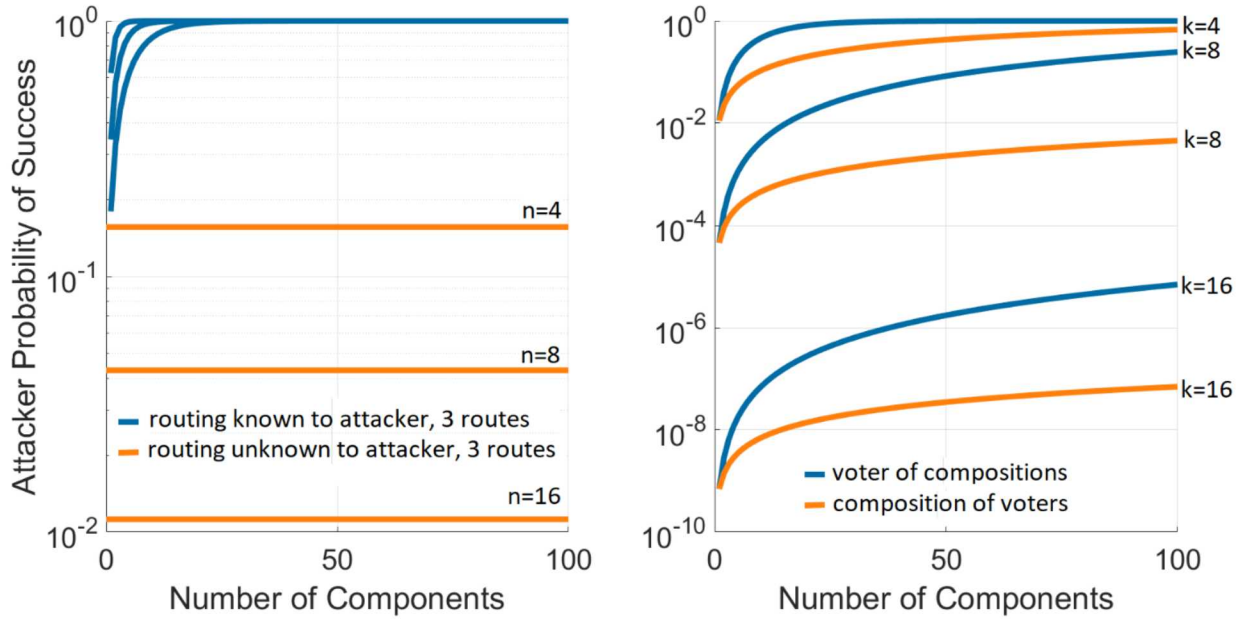 Attacker Probability of Success
10^0
10^-1
10^-2
n=4
n=8
routing known to attacker, 3 routes
routing unknown to attacker, 3 routes
n=16
0
50
100
Number of Components
10^0
10^-2
10^-4
10^-6
10^-8
10^-10
k=4
k=8
k=8
k=16
k=16
voter of compositions
composition of voters
0
50
100
Number of Components